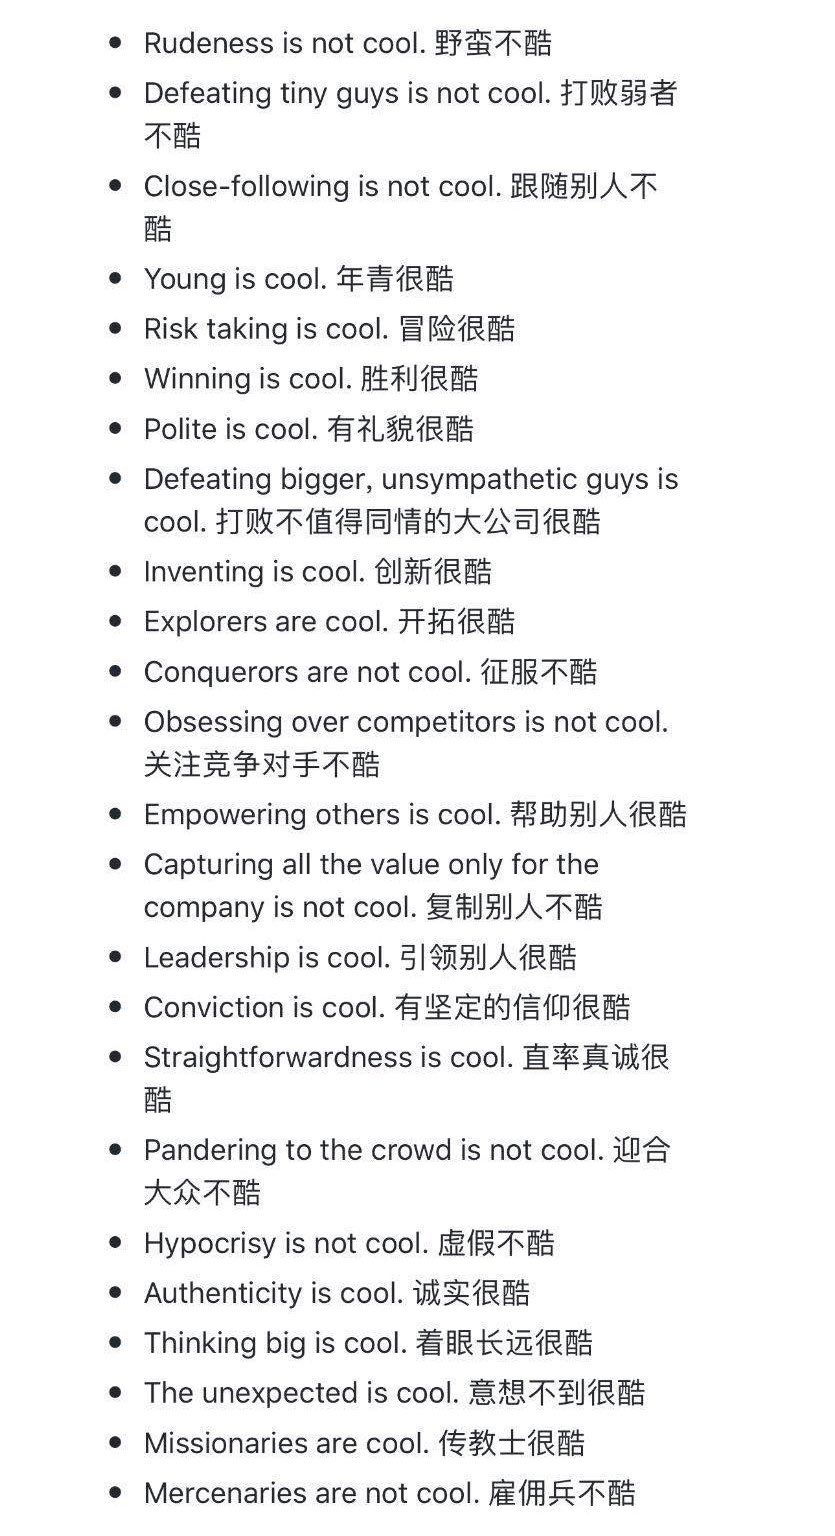 • Rudeness is not cool. 野蛮不酷
• Defeating tiny guys is not cool. 打败弱者
不酷
• Close-following is not cool. 跟随别人不
酷
• Young is cool. 年青很酷
• Risk taking is cool. 冒险很酷
• Winning is cool. 胜利很酷
• Polite is cool. 有礼貌很酷
• Defeating bigger, unsympathetic guys is
cool. 打败不值得同情的大公司很酷
• Inventing is cool. 创新很酷
• Explorers are cool. 开拓很酷
• Conquerors are not cool. 征服不酷
• Obsessing over competitors is not cool.
关注竞争对手不酷
• Empowering others is cool. 帮助别人很酷
• Capturing all the value only for the
company is not cool. 复制别人不酷
• Leadership is cool. 引领别人很酷
• Conviction is cool. 有坚定的信仰很酷
• Straightforwardness is cool. 直率真诚很
酷
• Pandering to the crowd is not cool. 迎合
大众不酷
• Hypocrisy is not cool. 虚假不酷
• Authenticity is cool. 诚实很酷
• Thinking big is cool. 着眼长远很酷
• The unexpected is cool. 意想不到很酷
• Missionaries are cool. 传教士很酷
• Mercenaries are not cool. 雇佣兵不酷